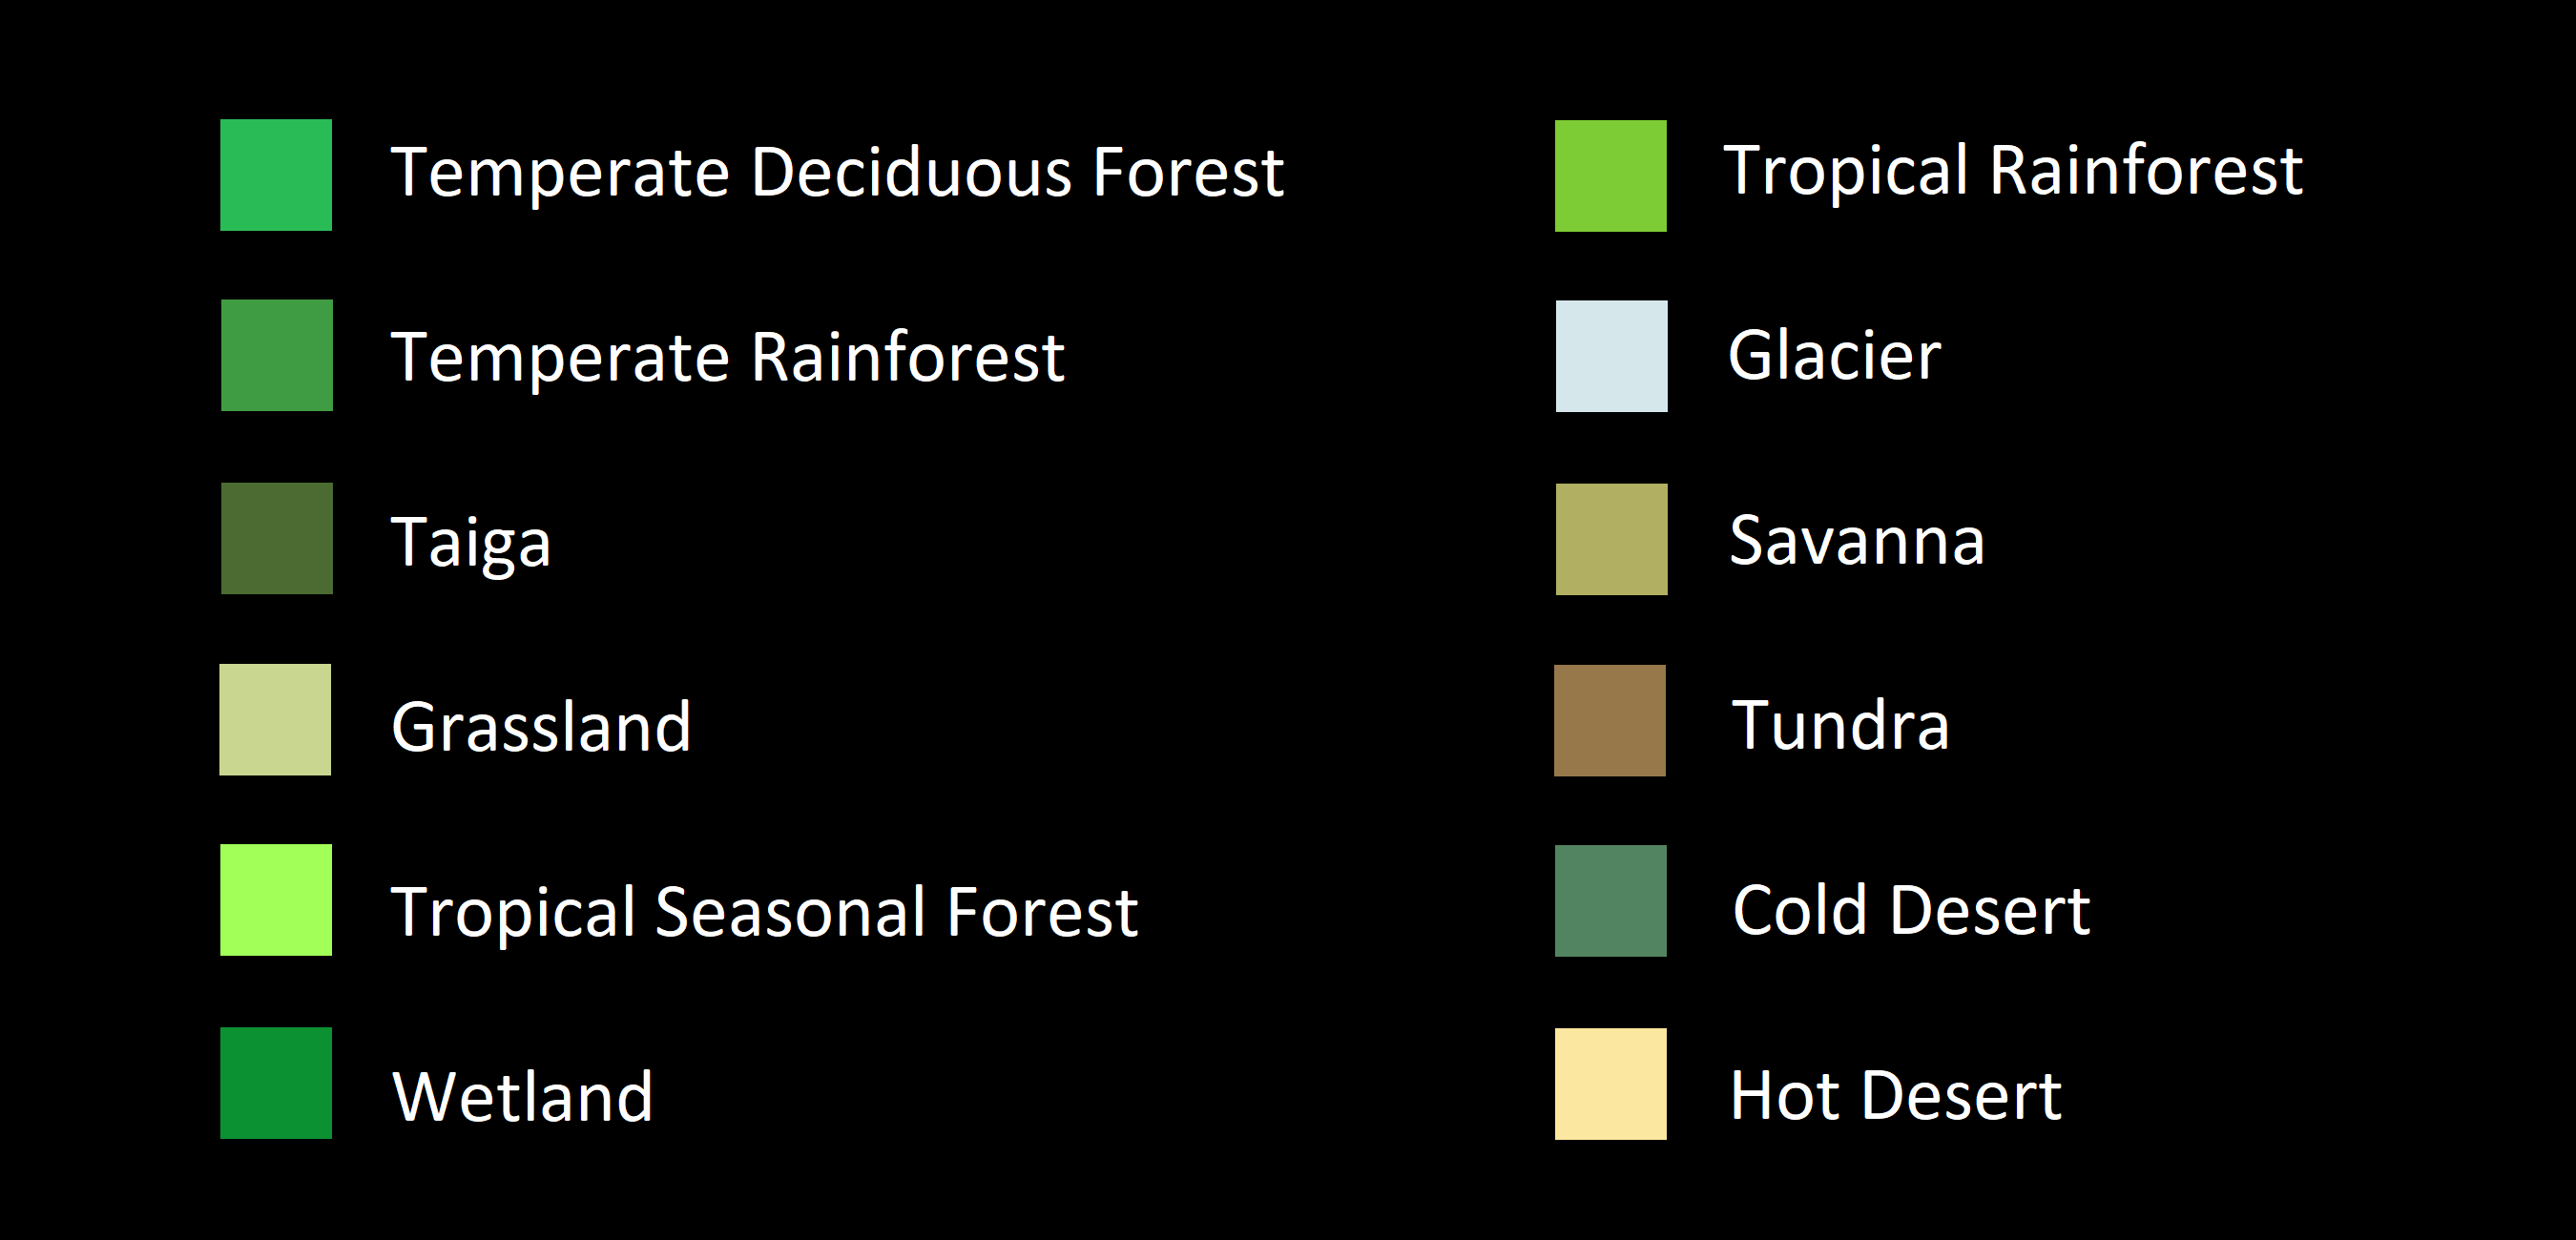 Temperate Deciduous Forest
Temperate Rainforest
Taiga
Grassland
Tropical Seasonal Forest
Wetland
Tropical Rainforest
Glacier
Savanna
Tundra
Cold Desert
Hot Desert